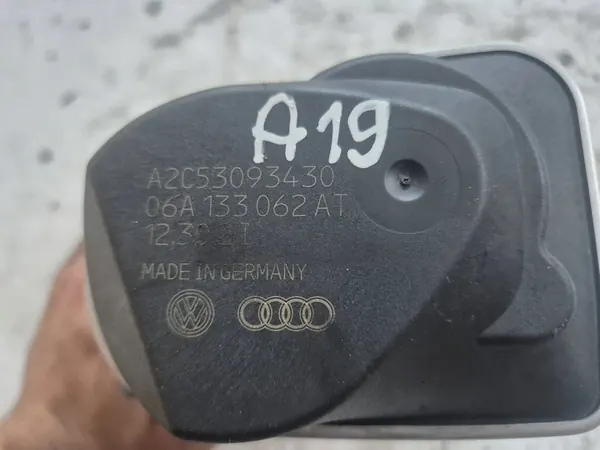 A19
A2C53093430
06A 133 062 AT
MADE IN GERMANY